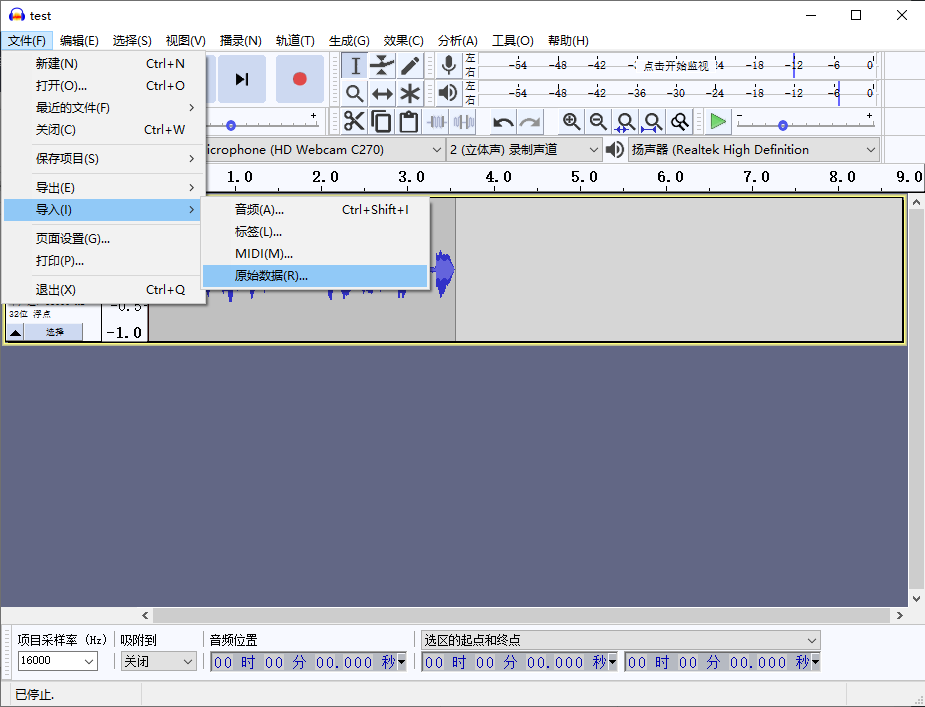 test
文件(F) 编辑(E) 选择(S) 视图(V) 播录(N) 轨道(T) 生成(G) 效果(C) 分析(A) 工具(O) 帮助(H)
新建(N) Ctrl+N
打开(O)... Ctrl+O
最近的文件(F)
关闭(C) Ctrl+W
保存项目(S)
导出(E)
导入(I)
页面设置(G)...
打印(P)...
退出(X) Ctrl+Q
音频(A)... Ctrl+Shift+I
标签(L)...
MIDI(M)...
原始数据(R)...
左 -54 -48 -42 点击开始监视 -18 -12 -6 0
右
左 -54 -48 -42 -36 -30 -24 -18 -12 -6 0
右
- +
icrophone (HD Webcam C270) 2 (立体声) 录制声道 扬声器 (Realtek High Definition
1.0 2.0 3.0 4.0 5.0 6.0 7.0 8.0 9.0
32位 浮点 -0.5
选择 -1.0
项目采样率 (Hz) 吸附到 音频位置 选区的起点和终点
16000 关闭 00 时 00 分 00.000 秒 00 时 00 分 00.000 秒 00 时 00 分 00.000 秒
已停止.